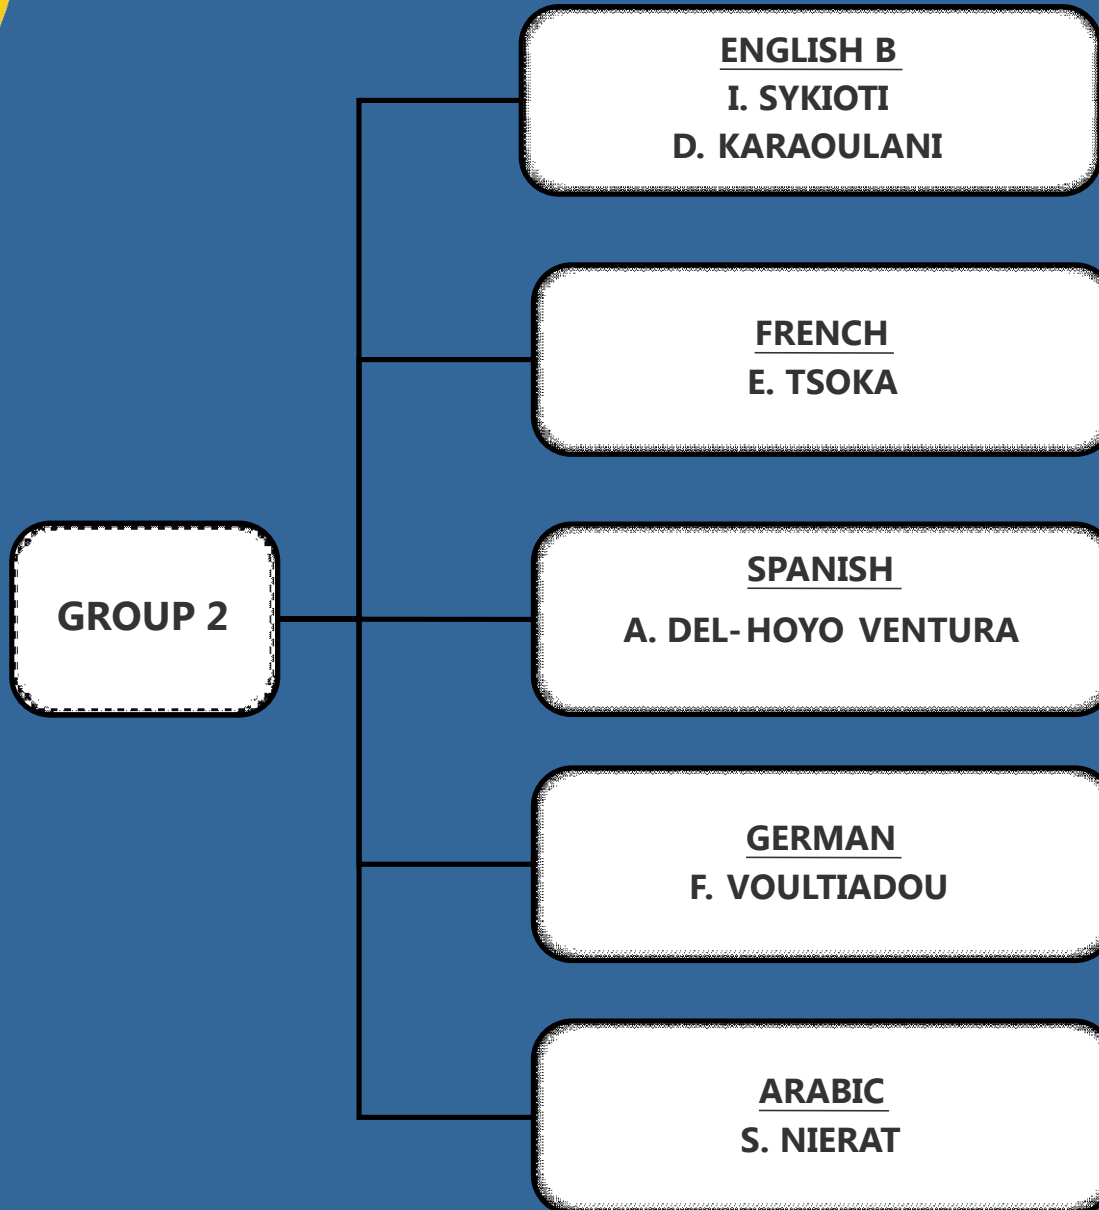 ENGLISH B
I. SYKIOTI
D. KARAOULANI
FRENCH
E. TSOKA
GROUP 2
SPANISH
A. DEL-HOYO VENTURA
GERMAN
F. VOULTIADOU
ARABIC
S. NIERAT